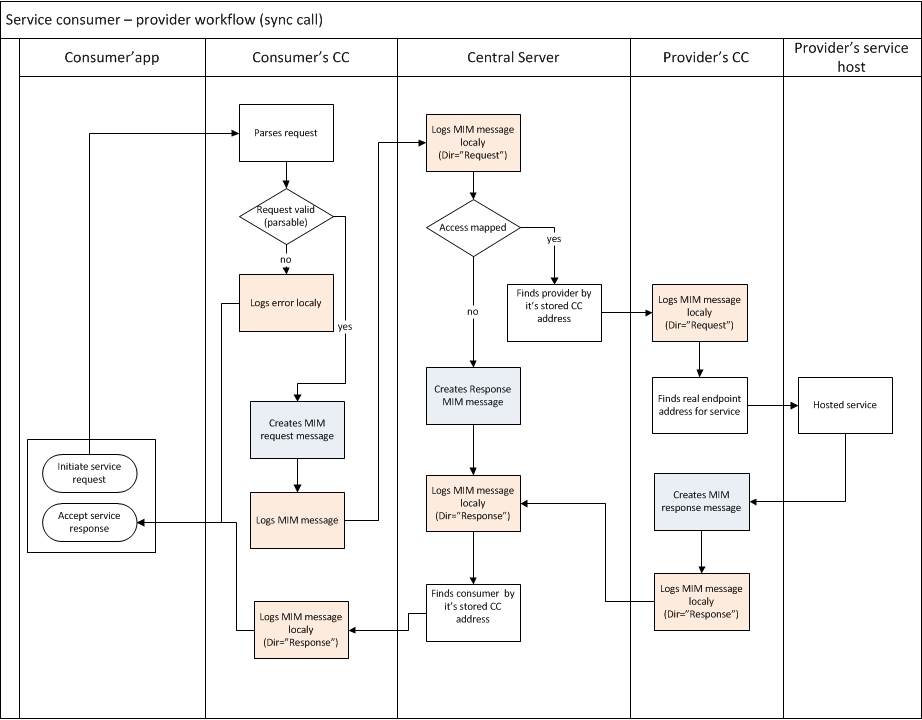 Service consumer – provider workflow (sync call)
Consumer'app
Consumer's CC
Central Server
Provider's CC
Provider's service
host
Parses request
Request valid
(parsable)
no
Logs error localy
yes
Creates MIM
request message
Logs MIM message
Initiate service
request
Accept service
response
Logs MIM message
localy
(Dir="Response")
Logs MIM message
localy
(Dir="Request")
Access mapped
yes
no
Finds provider by
it's stored CC
address
Creates Response
MIM message
Logs MIM message
localy
(Dir="Response")
Finds consumer by
it's stored CC
address
Logs MIM message
localy
(Dir="Request")
Finds real endpoint
address for service
Creates MIM
response message
Logs MIM message
localy
(Dir="Response")
Hosted service